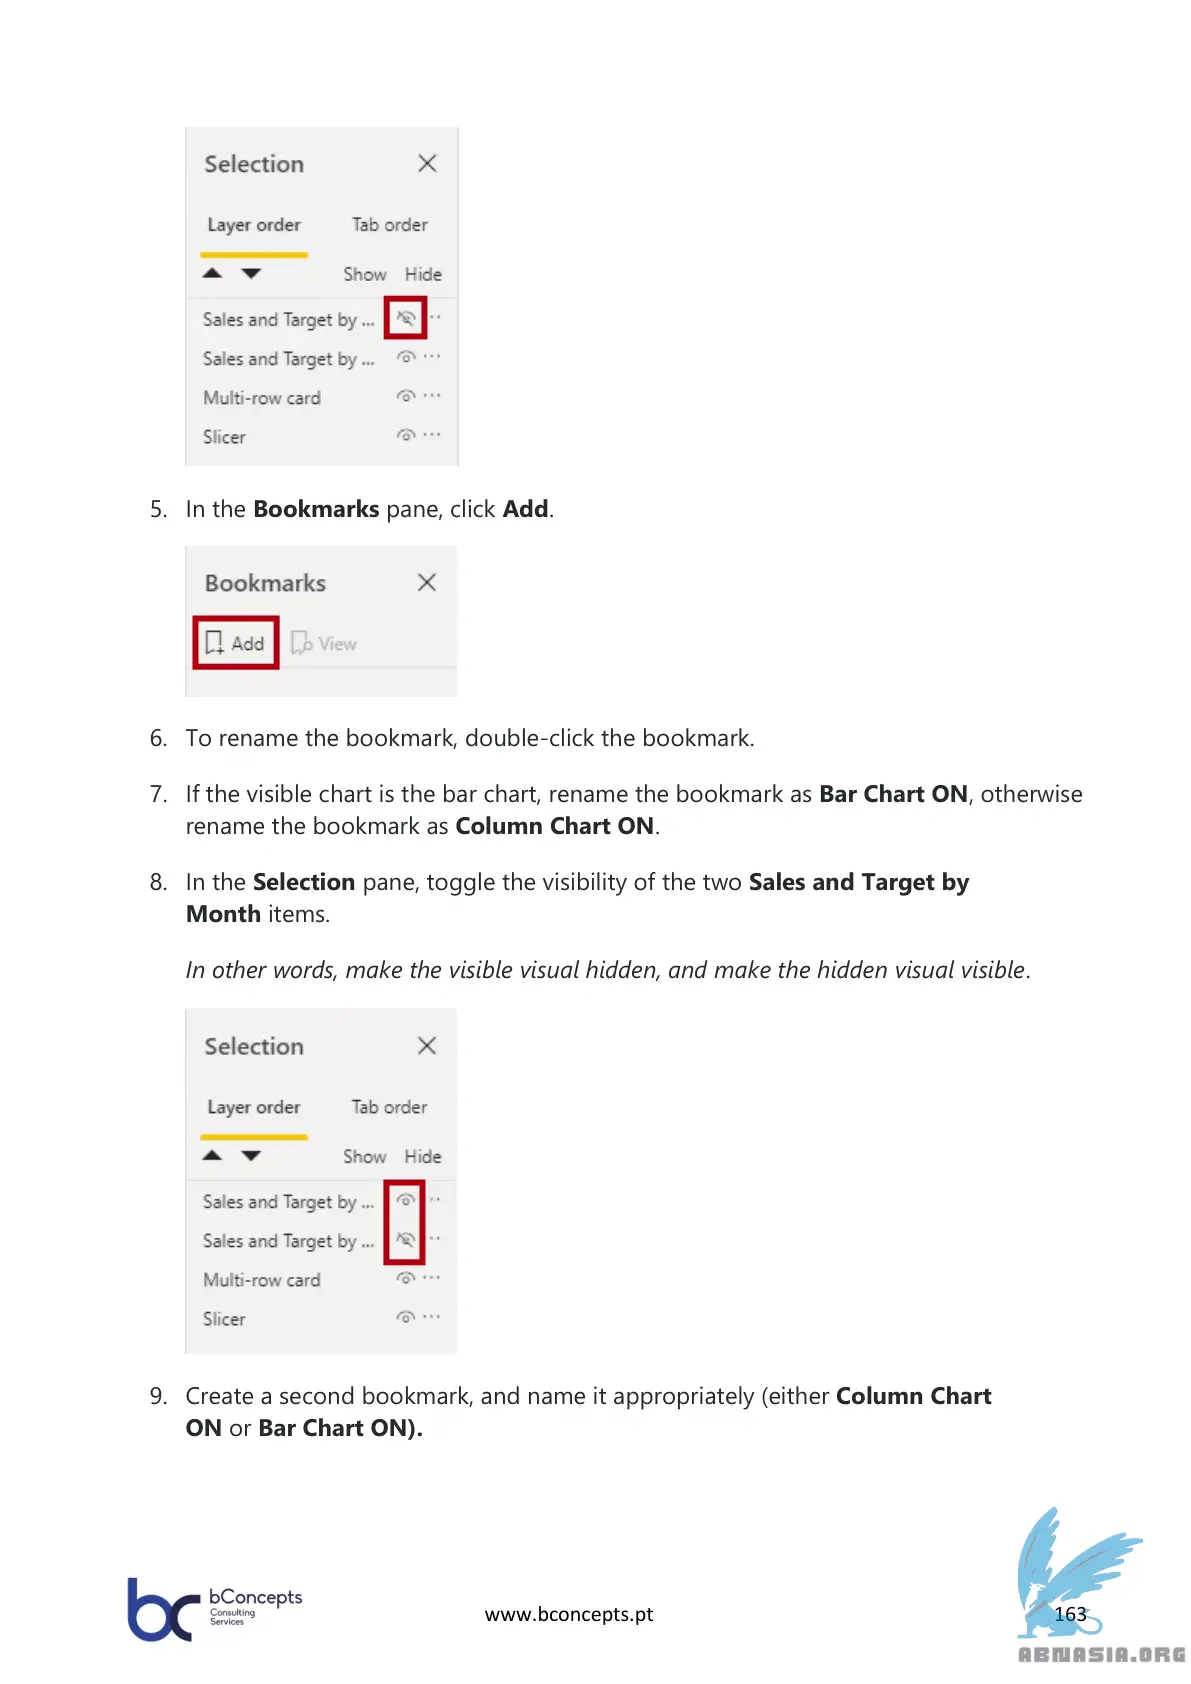 Selection
Layer order Tab order
Show Hide
Sales and Target by ...
Sales and Target by ...
Multi-row card
Slicer
5. In the Bookmarks pane, click Add.
Bookmarks
Add View
6. To rename the bookmark, double-click the bookmark.
7. If the visible chart is the bar chart, rename the bookmark as Bar Chart ON, otherwise
rename the bookmark as Column Chart ON.
8. In the Selection pane, toggle the visibility of the two Sales and Target by
Month items.
In other words, make the visible visual hidden, and make the hidden visual visible.
Selection
Layer order Tab order
Show Hide
Sales and Target by ...
Sales and Target by ...
Multi-row card
Slicer
9. Create a second bookmark, and name it appropriately (either Column Chart
ON or Bar Chart ON).
bc bConcepts
Consulting
Services
www.bconcepts.pt
163
ABNASIA.ORG